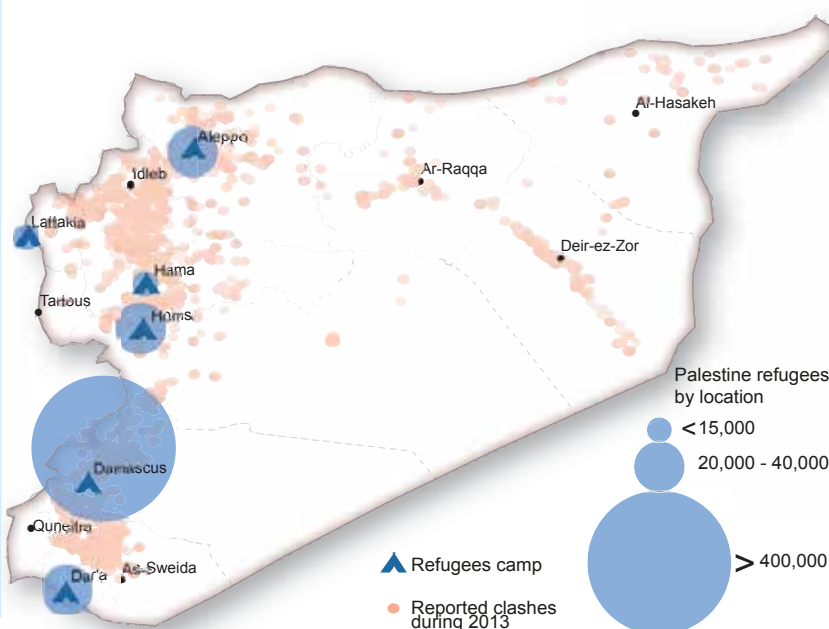 Al-Hasakeh
Aleppo
Ar-Raqqa
Idleb
Lattakia
Deir-ez-Zor
Hama
Tartous
Homs
Palestine refugees
by location
<15,000
20,000 - 40,000
Damascus
Quneitra
> 400,000
Refugees camp
As-Sweida
Dar'a
Reported clashes
during 2013